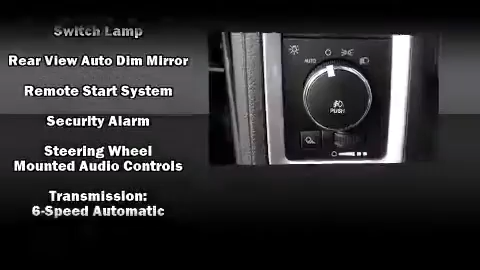 Switch Lamp
Rear View Auto Dim Mirror
Remote Start System
Security Alarm
Steering Wheel
Mounted Audio Controls
Transmission:
6-Speed Automatic
AUTO
PUSH